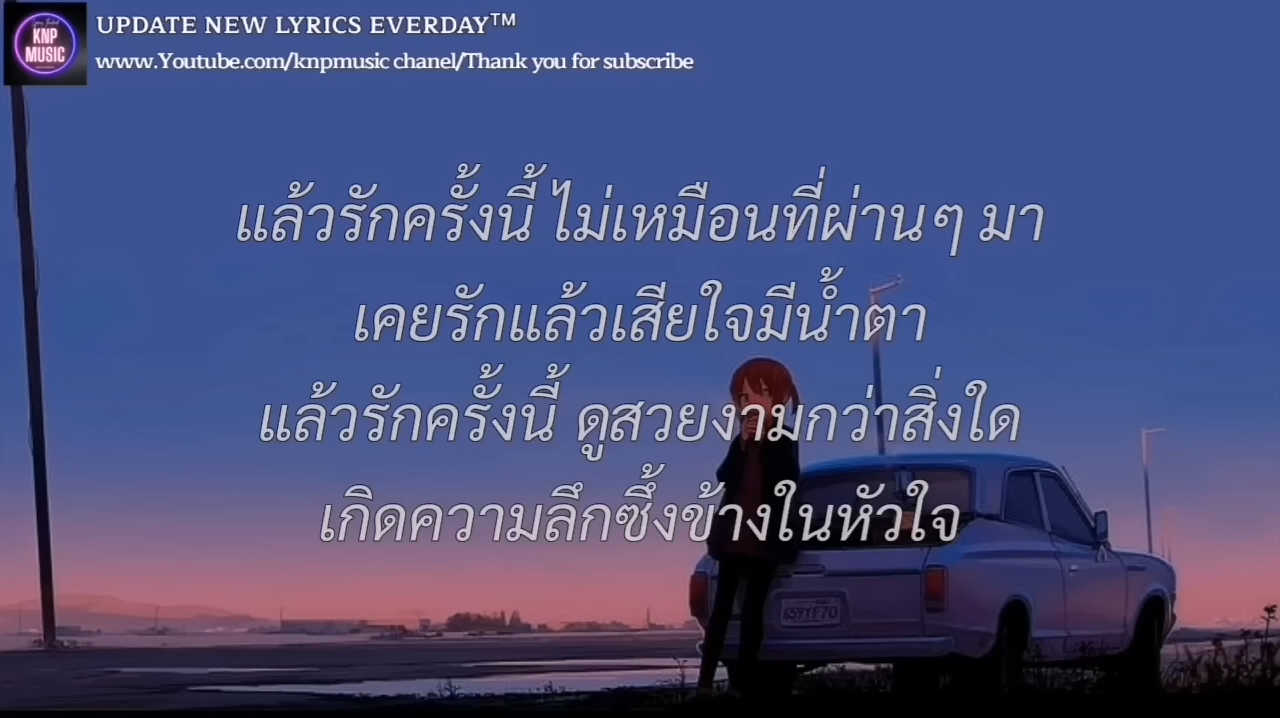 KNP
MUSIC
UPDATE NEW LYRICS EVERDAY™
www.Youtube.com/knpmusic chanel/Thank you for subscribe
แล้วรักครั้งนี้ ไม่เหมือนที่ผ่านๆ มา
เคยรักแล้วเสียใจมีน้ำตา
แล้วรักครั้งนี้ ดูสวยงามกว่าสิ่งใด
เกิดความลึกซึ้งข้างในหัวใจ